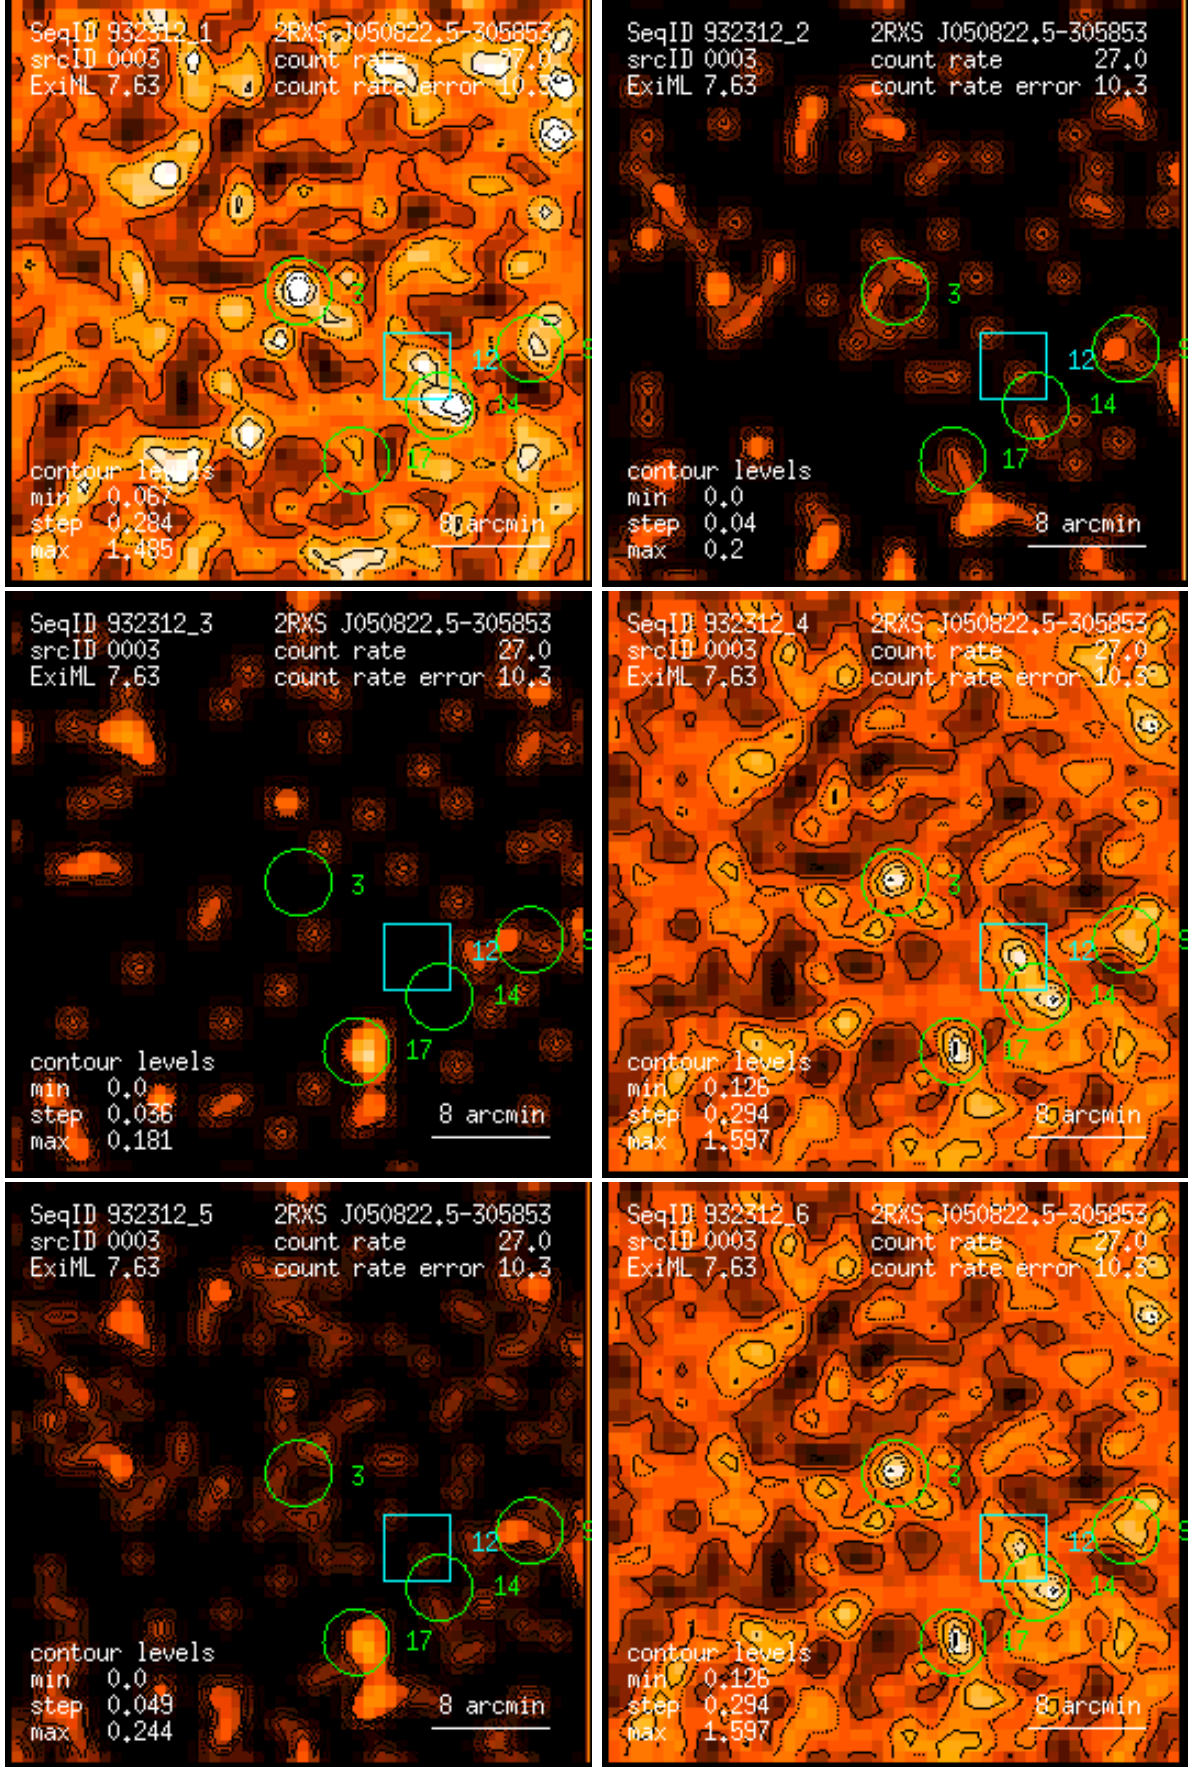 SeqID 932312_1 2RXS J050822.5-305853
srcID 0003 count rate 27.0
ExiML 7.63 count rate error 10.3
3
9
12
14
17
contour levels
min 0.067
step 0.284
max 1.485
8 arcmin
SeqID 932312_2 2RXS J050822.5-305853
srcID 0003 count rate 27.0
ExiML 7.63 count rate error 10.3
3
12
14
17
contour levels
min 0.0
step 0.04
max 0.2
8 arcmin
SeqID 932312_3 2RXS J050822.5-305853
srcID 0003 count rate 27.0
ExiML 7.63 count rate error 10.3
3
9
12
14
17
contour levels
min 0.0
step 0.036
max 0.181
8 arcmin
SeqID 932312_4 2RXS J050822.5-305853
srcID 0003 count rate 27.0
ExiML 7.63 count rate error 10.3
3
12
14
17
contour levels
min 0.126
step 0.294
max 1.597
8 arcmin
SeqID 932312_5 2RXS J050822.5-305853
srcID 0003 count rate 27.0
ExiML 7.63 count rate error 10.3
3
9
12
14
17
contour levels
min 0.0
step 0.049
max 0.244
8 arcmin
SeqID 932312_6 2RXS J050822.5-305853
srcID 0003 count rate 27.0
ExiML 7.63 count rate error 10.3
3
12
14
17
contour levels
min 0.126
step 0.294
max 1.597
8 arcmin